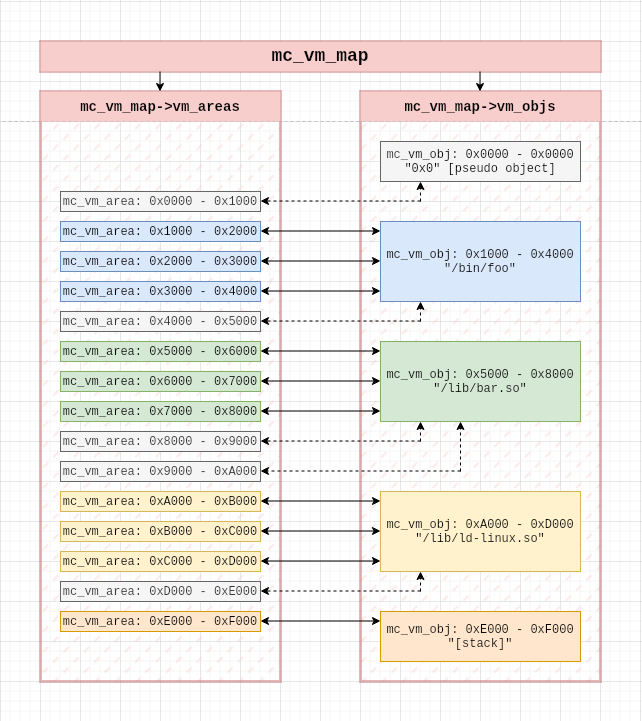 mc_vm_map
mc_vm_map->vm_areas
mc_vm_area: 0x0000 - 0x1000
mc_vm_area: 0x1000 - 0x2000
mc_vm_area: 0x2000 - 0x3000
mc_vm_area: 0x3000 - 0x4000
mc_vm_area: 0x4000 - 0x5000
mc_vm_area: 0x5000 - 0x6000
mc_vm_area: 0x6000 - 0x7000
mc_vm_area: 0x7000 - 0x8000
mc_vm_area: 0x8000 - 0x9000
mc_vm_area: 0x9000 - 0xA000
mc_vm_area: 0xA000 - 0xB000
mc_vm_area: 0xB000 - 0xC000
mc_vm_area: 0xC000 - 0xD000
mc_vm_area: 0xD000 - 0xE000
mc_vm_area: 0xE000 - 0xF000
mc_vm_map->vm_objs
mc_vm_obj: 0x0000 - 0x0000
"0x0" [pseudo object]
mc_vm_obj: 0x1000 - 0x4000
"/bin/foo"
mc_vm_obj: 0x5000 - 0x8000
"/lib/bar.so"
mc_vm_obj: 0xA000 - 0xD000
"/lib/ld-linux.so"
mc_vm_obj: 0xE000 - 0xF000
"[stack]"